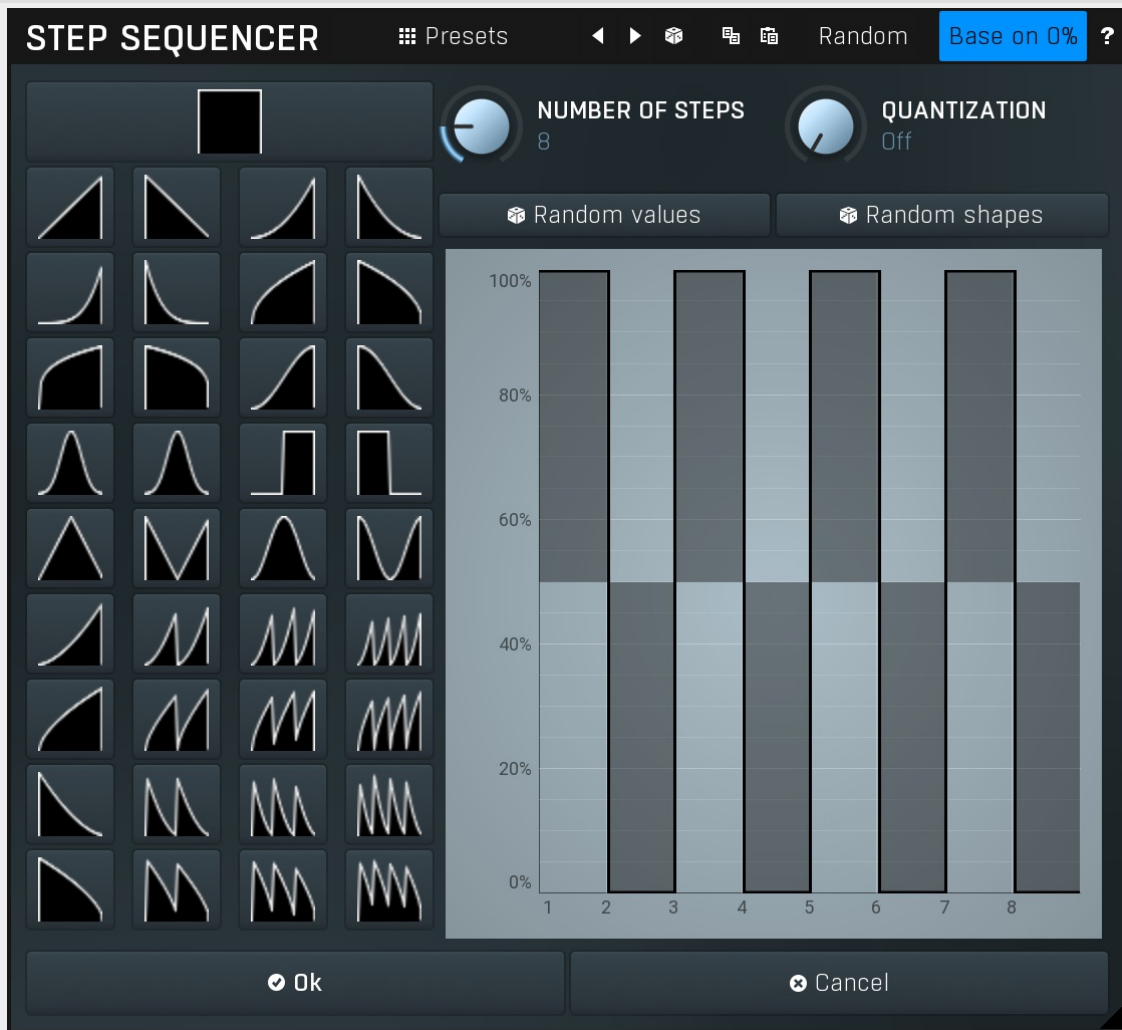 STEP SEQUENCER Presets Random Base on 0% ?
NUMBER OF STEPS QUANTIZATION
8 Off
Random values Random shapes
100%
80%
60%
40%
20%
0%
1 2 3 4 5 6 7 8
Ok Cancel